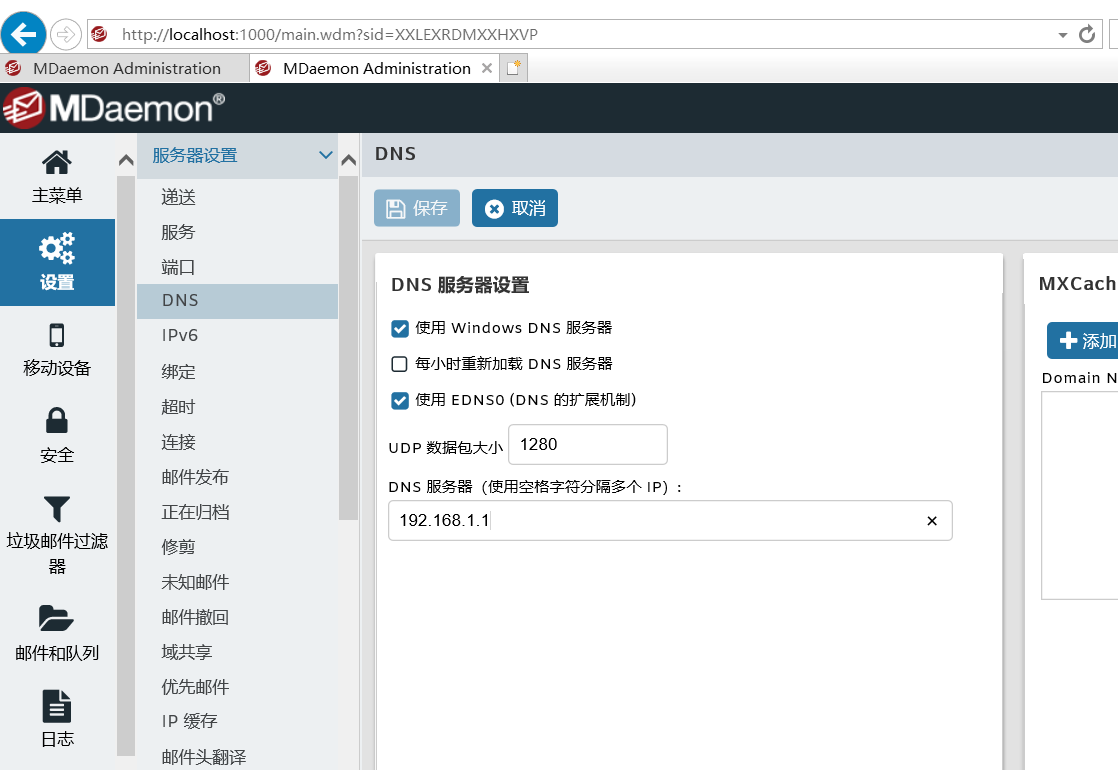 http://localhost:1000/main.wdm?sid=XXLEXRDMXXHXVP
MDaemon Administration
MDaemon Administration
MDaemon®
主菜单
设置
移动设备
安全
垃圾邮件过滤
器
邮件和队列
日志
服务器设置
递送
服务
端口
DNS
IPv6
绑定
超时
连接
邮件发布
正在归档
修剪
未知邮件
邮件撤回
域共享
优先邮件
IP 缓存
邮件头翻译
DNS
保存
取消
DNS 服务器设置
使用 Windows DNS 服务器
每小时重新加载 DNS 服务器
使用 EDNS0 (DNS 的扩展机制)
UDP 数据包大小
1280
DNS 服务器（使用空格字符分隔多个 IP）:
192.168.1.1
MXCach
添加
Domain N